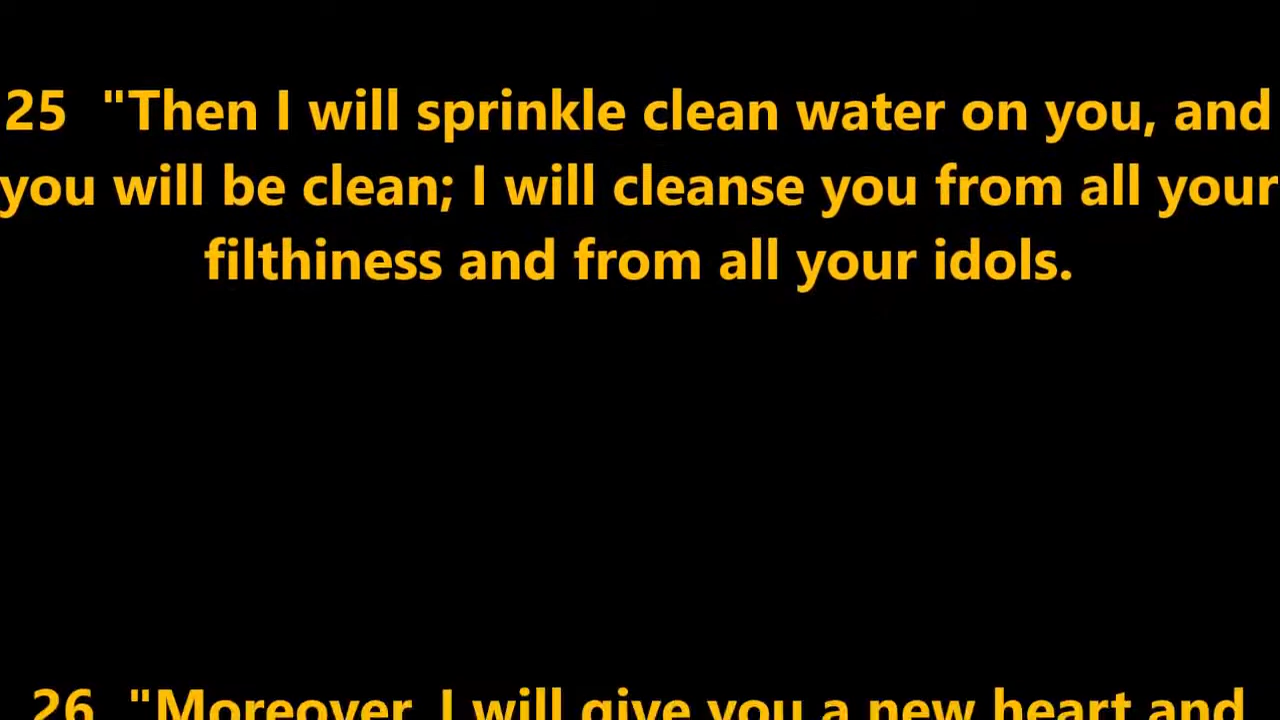 25  "Then I will sprinkle clean water on you, and
you will be clean; I will cleanse you from all your
filthiness and from all your idols.
26  "Moreover, I will give you a new heart and